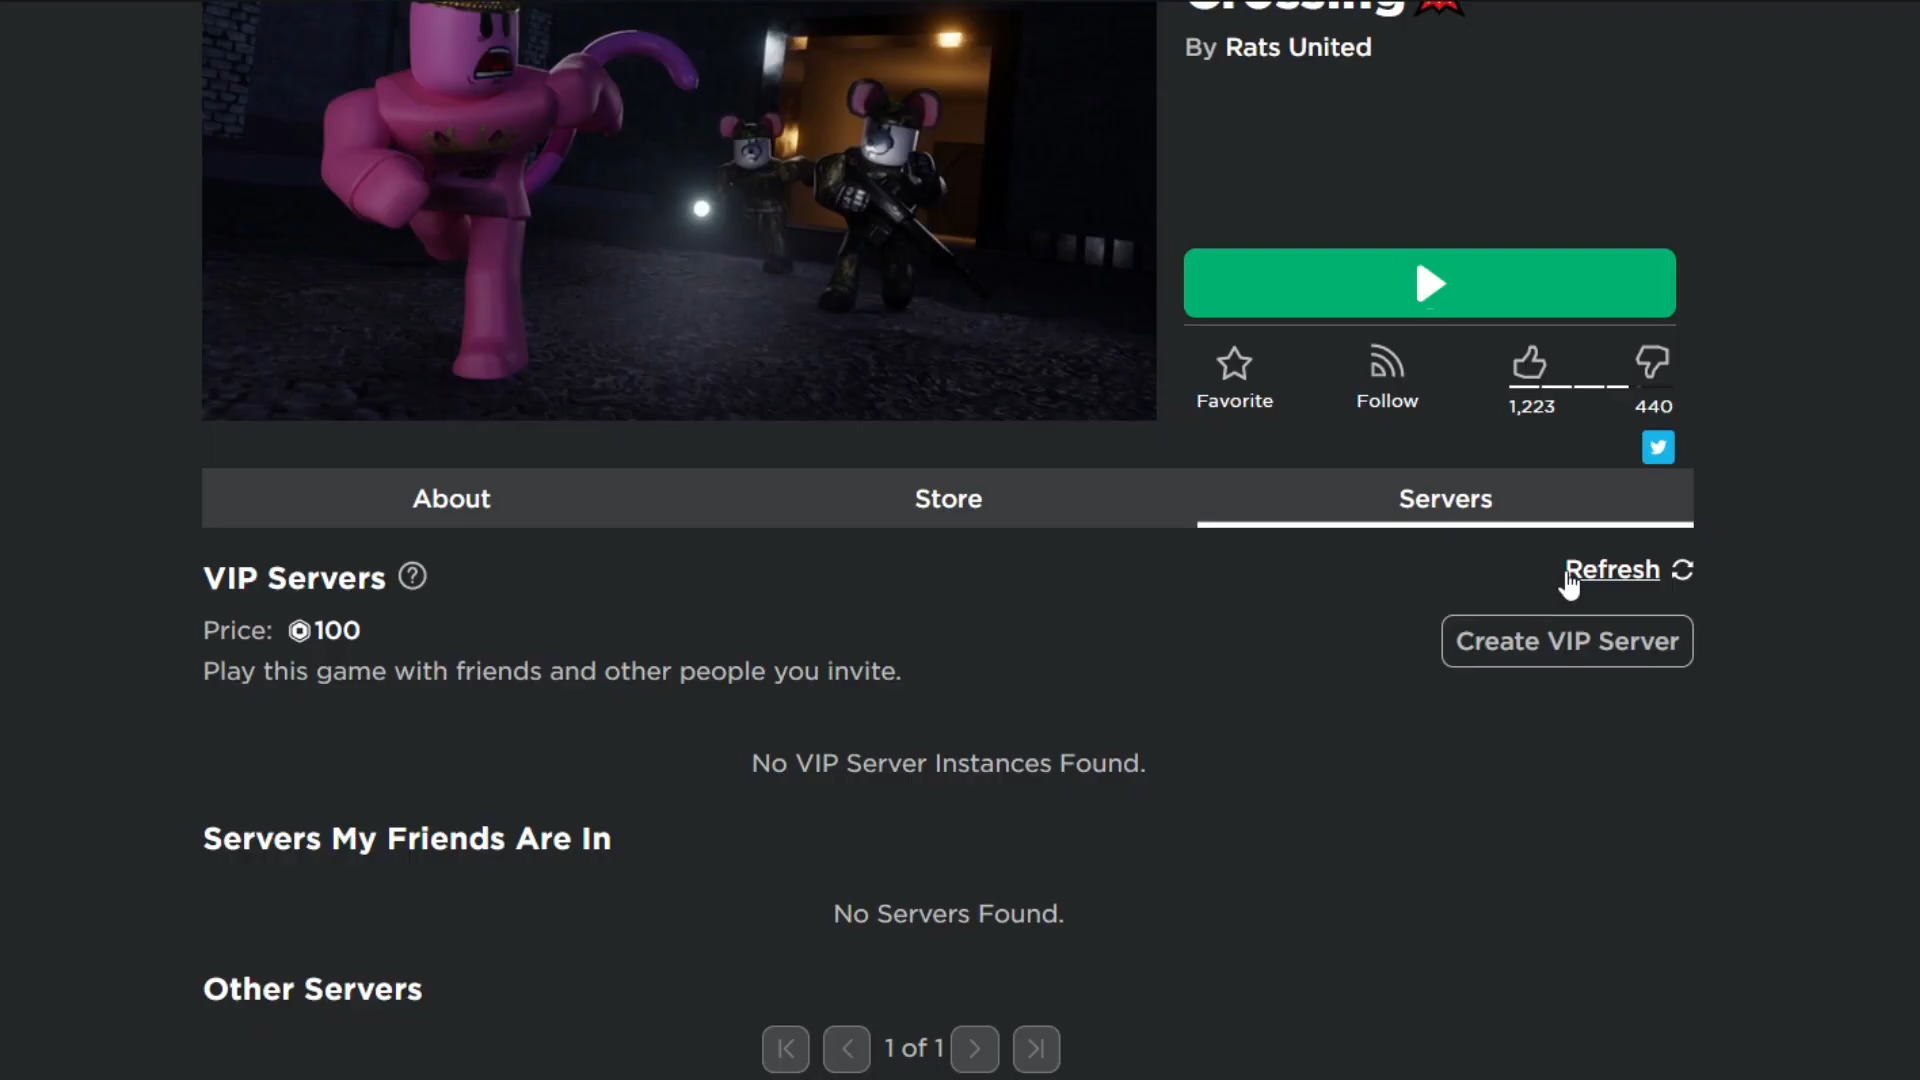 Crossing
By Rats United
Favorite
Follow
1,223
440
About
Store
Servers
VIP Servers
Refresh
Price: 100
Create VIP Server
Play this game with friends and other people you invite.
No VIP Server Instances Found.
Servers My Friends Are In
No Servers Found.
Other Servers
1 of 1